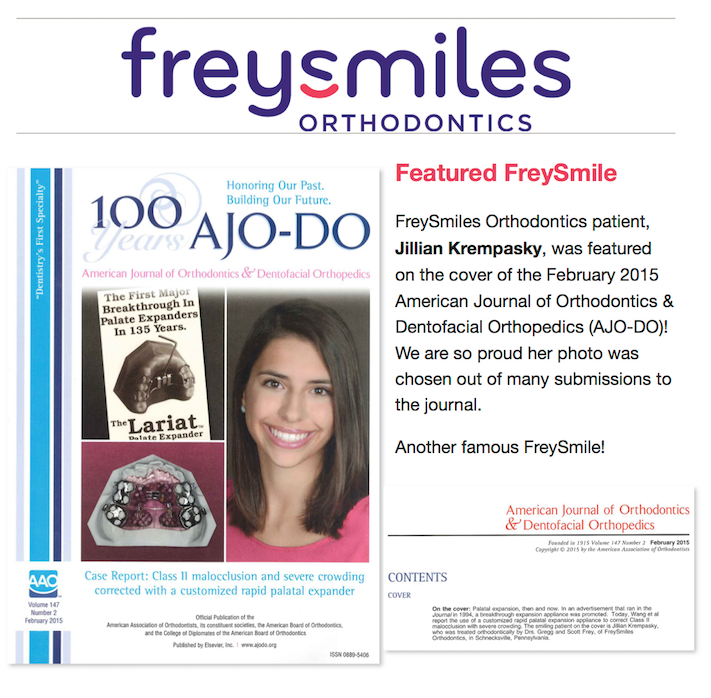 freysmiles
ORTHODONTICS
"Dentistry's First Specialty"
Honoring Our Past.
Building Our Future.
100
Years
AJO-DO
American Journal of Orthodontics & Dentofacial Orthopedics
The First Major
Breakthrough In
Palate Expanders
In 135 Years.
The Lariat™
Palate Expander
AAO
Volume 147
Number 2
February 2015
Case Report: Class II malocclusion and severe crowding
corrected with a customized rapid palatal expander
Official Publication of the
American Association of Orthodontists, its constituent societies, the American Board of Orthodontics,
and the College of Diplomates of the American Board of Orthodontics
Published by Elsevier, Inc. | www.ajodo.org
ISSN 0889-5406
Featured FreySmile
FreySmiles Orthodontics patient,
Jillian Krempasky, was featured
on the cover of the February 2015
American Journal of Orthodontics &
Dentofacial Orthopedics (AJO-DO)!
We are so proud her photo was
chosen out of many submissions to
the journal.
Another famous FreySmile!
American Journal of Orthodontics
& Dentofacial Orthopedics
Founded in 1915 Volume 147 Number 2 February 2015
Copyright © 2015 by the American Association of Orthodontists
CONTENTS
COVER
On the cover: Palatal expansion, then and now. In an advertisement that ran in the
Journal in 1994, a breakthrough expansion appliance was promoted. Today, Wang et al
report the use of a customized rapid palatal expansion appliance to correct Class II
malocclusion with severe crowding. The smiling patient on the cover is Jillian Krempasky,
who was treated orthodontically by Drs. Gregg and Scott Frey, of FreySmiles
Orthodontics, in Schnecksville, Pennsylvania.